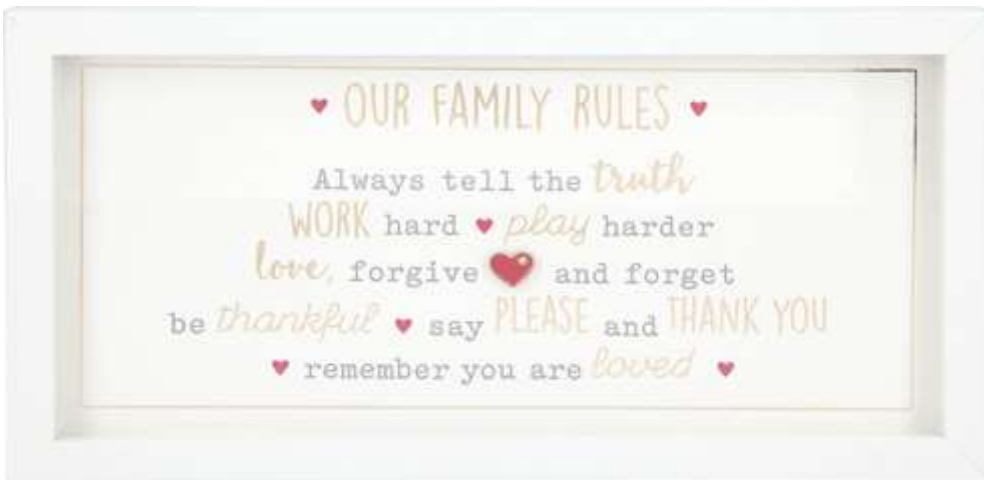 OUR FAMILY RULES
Always tell the truth
WORK hard play harder
love, forgive and forget
be thankful say PLEASE and THANK YOU
remember you are loved